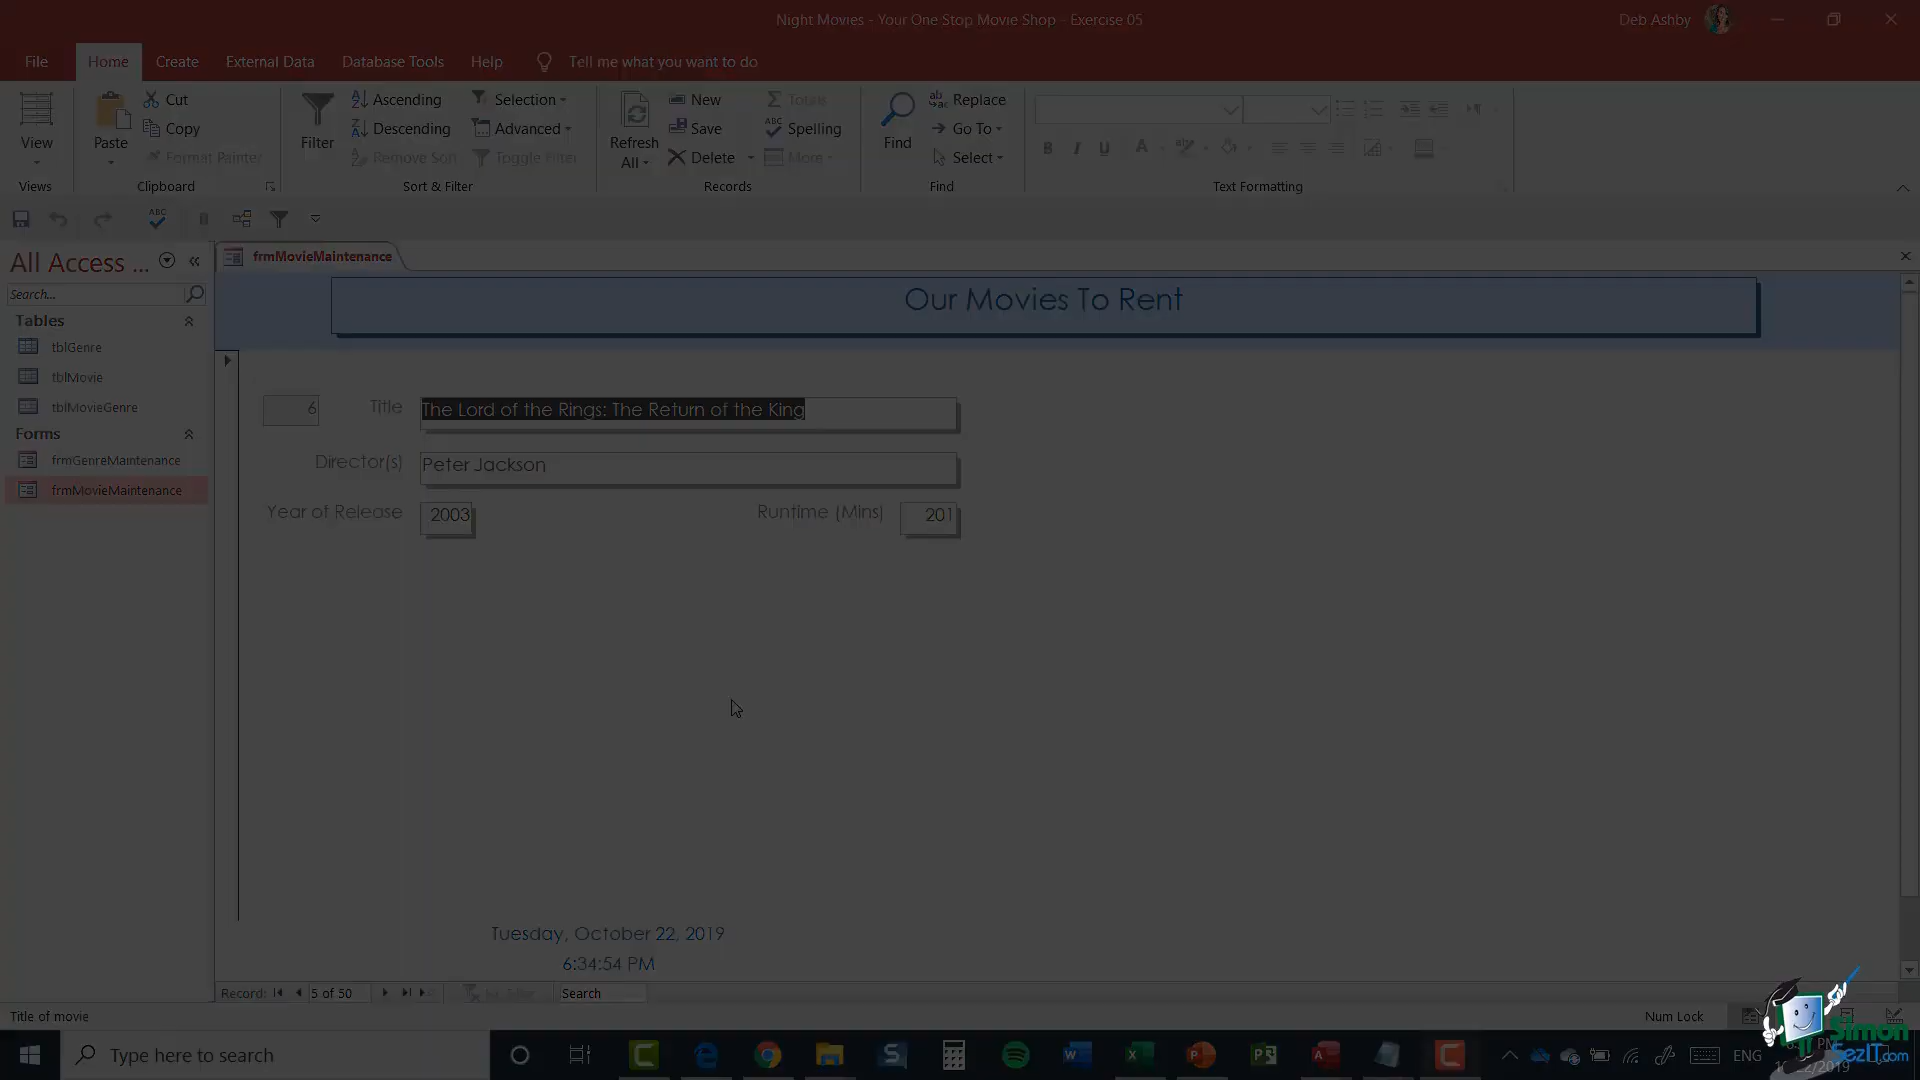 Night Movies - Your One Stop Movie Shop - Exercise 05
Deb Ashby
File Home Create External Data Database Tools Help Tell me what you want to do
View
Views
Paste
Cut
Copy
Format Painter
Clipboard
Filter
Ascending
Descending
Remove Sort
Selection
Advanced
Toggle Filter
Sort & Filter
Refresh
All
New
Save
Delete
Totals
Spelling
More
Records
Find
Replace
Go To
Select
Find
B I U A
Text Formatting
All Access ...
Search...
Tables
tblGenre
tblMovie
tblMovieGenre
Forms
frmGenreMaintenance
frmMovieMaintenance
frmMovieMaintenance
Our Movies To Rent
6 Title The Lord of the Rings: The Return of the King
Director(s) Peter Jackson
Year of Release 2003 Runtime (Mins) 201
Tuesday, October 22, 2019
6:34:54 PM
Record: 5 of 50 No Filter Search
Title of movie
Num Lock
Type here to search
ENG
Simon
SezIT.com